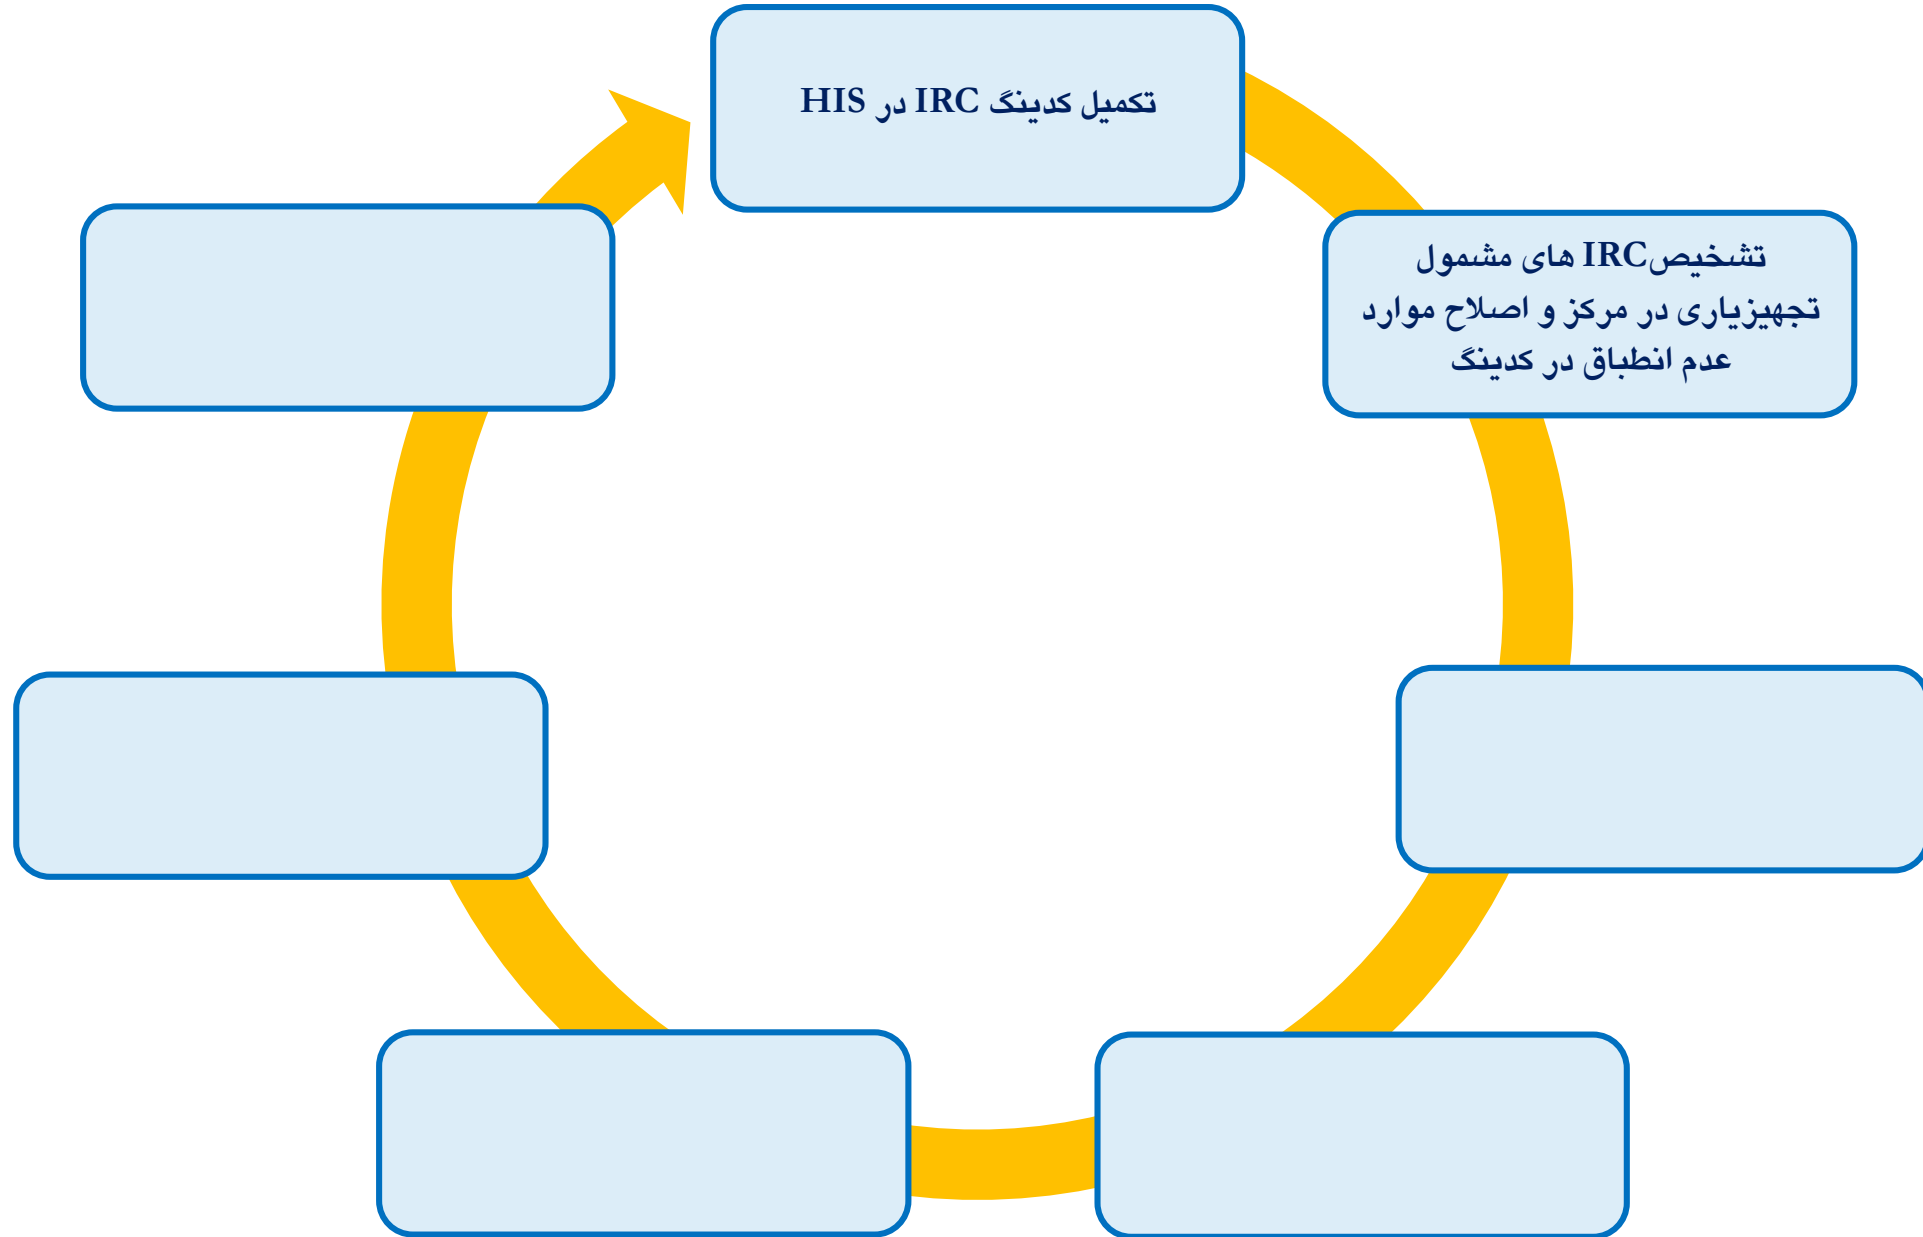 تکمیل کدینگ IRC در HIS
تشخیصIRC های مشمول
تجهیزیاری در مرکز و اصلاح موارد
عدم انطباق در کدینگ